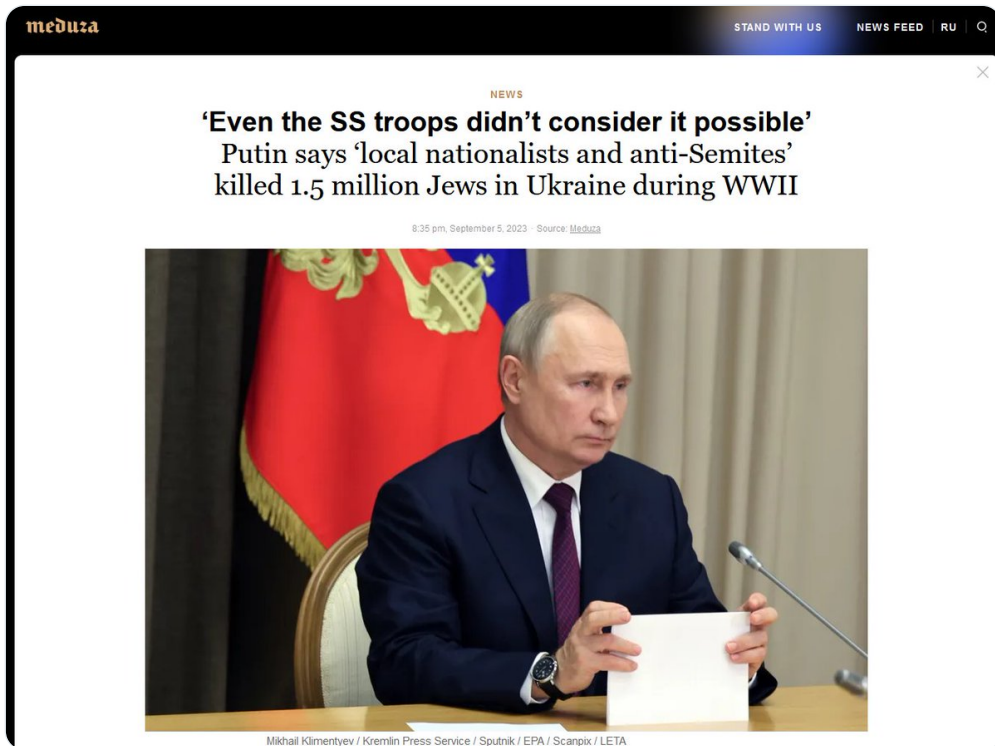 meduza
STAND WITH US NEWS FEED RU
NEWS
‘Even the SS troops didn’t consider it possible’
Putin says ‘local nationalists and anti-Semites’
killed 1.5 million Jews in Ukraine during WWII
8:35 pm, September 5, 2023 · Source: Meduza
Mikhail Klimentyev / Kremlin Press Service / Sputnik / EPA / Scanpix / LETA